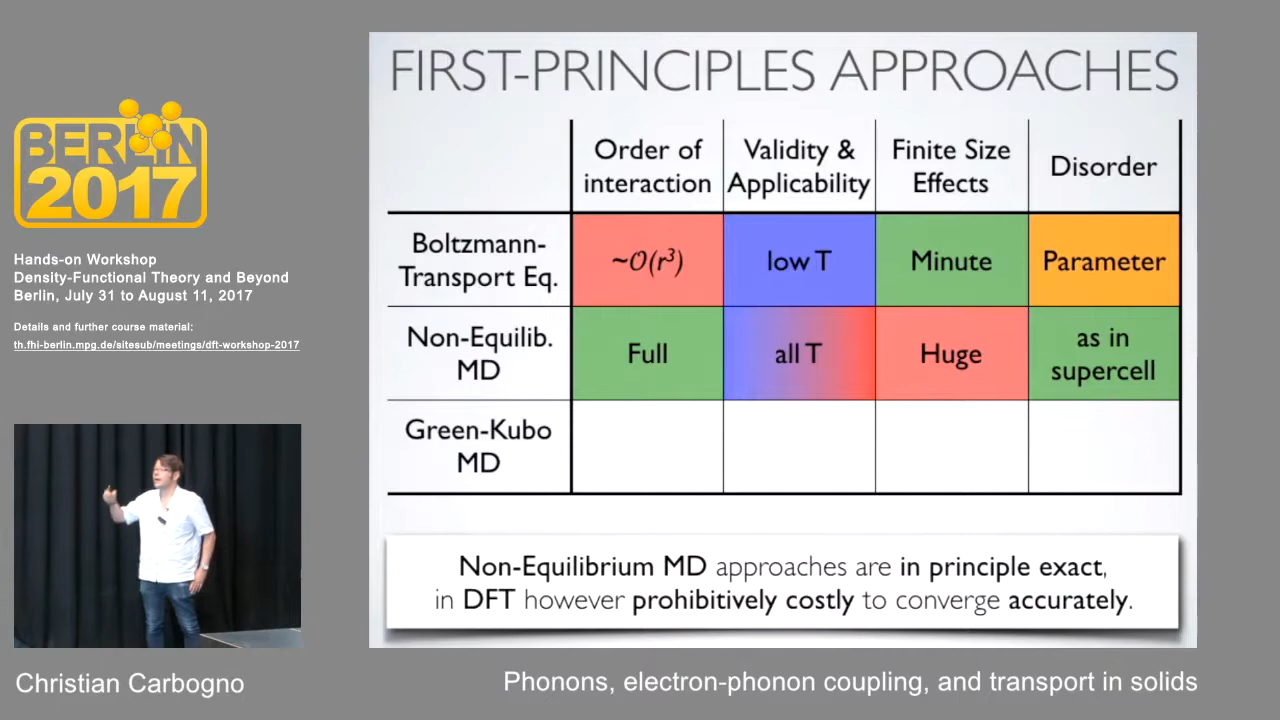 BERLIN
2017
Hands-on Workshop
Density-Functional Theory and Beyond
Berlin, July 31 to August 11, 2017
Details and further course material:
th.fhi-berlin.mpg.de/sitesub/meetings/dft-workshop-2017
FIRST-PRINCIPLES APPROACHES
Order of
interaction
Validity &
Applicability
Finite Size
Effects
Disorder
Boltzmann-
Transport Eq.
~O(r³)
low T
Minute
Parameter
Non-Equilib.
MD
Full
all T
Huge
as in
supercell
Green-Kubo
MD
Non-Equilibrium MD approaches are in principle exact,
in DFT however prohibitively costly to converge accurately.
Christian Carbogno
Phonons, electron-phonon coupling, and transport in solids